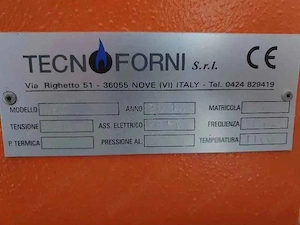 TECNOFORNI S.r.l. CE
Via Righetto 51 - 36055 NOVE (VI) ITALY - Tel. 0424 829419
MODELLO ANNO MATRICOLA
TENSIONE ASS. ELETTRICO FREQUENZA
P. TERMICA PRESSIONE AL. TEMPERATURA